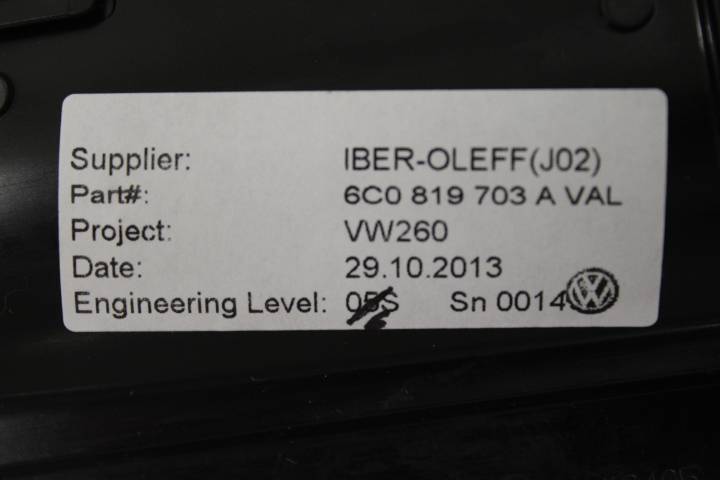 Supplier: IBER-OLEFF(J02)
Part#: 6C0 819 703 A VAL
Project: VW260
Date: 29.10.2013
Engineering Level: 05S Sn 0014